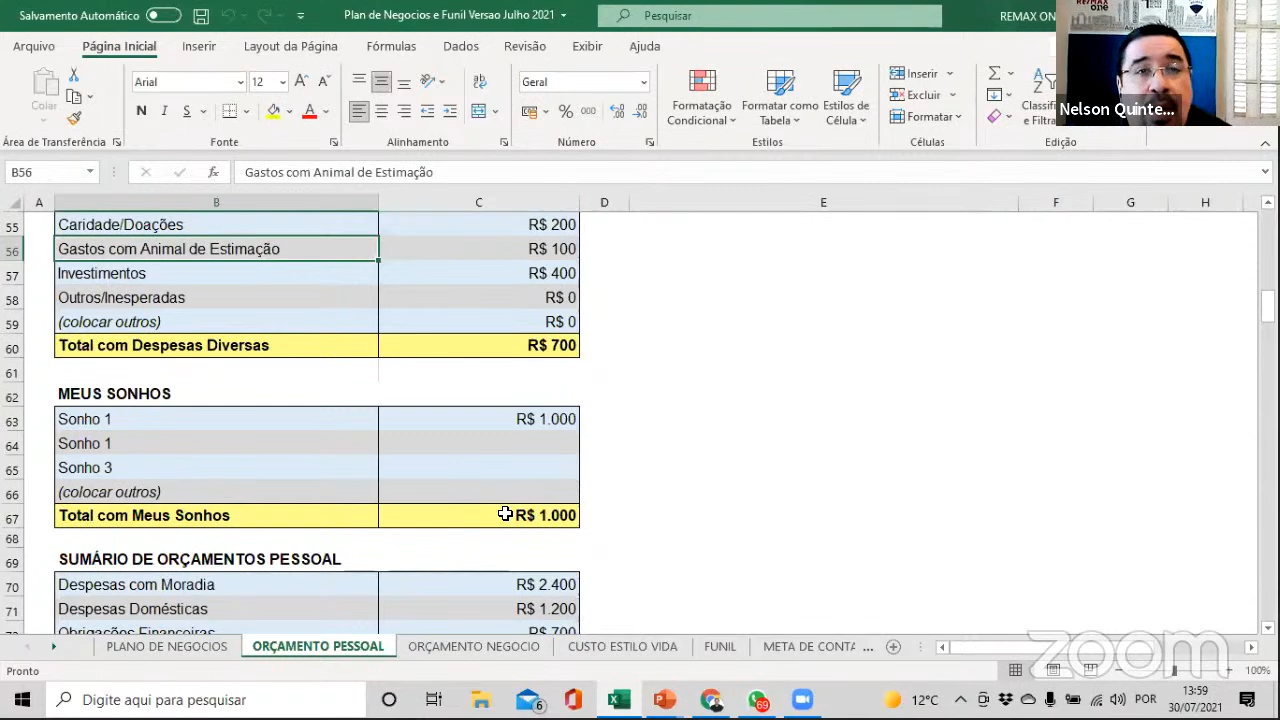 Salvamento Automático
Plan de Negocios e Funil Versao Julho 2021
Pesquisar
REMAX ON
RE/MAX
ONE
Nelson Quinte...
Arquivo
Página Inicial
Inserir
Layout da Página
Fórmulas
Dados
Revisão
Exibir
Ajuda
Colar
Arial
12
N I S
Geral
% 000
Formatação Condicional
Formatar como Tabela
Estilos de Célula
Inserir
Excluir
Formatar
Classific
e Filtra
Área de Transferência
Fonte
Alinhamento
Número
Estilos
Células
Edição
B56
fx
Gastos com Animal de Estimação
A B C D E F G H
55 Caridade/Doações R$ 200
56 Gastos com Animal de Estimação R$ 100
57 Investimentos R$ 400
58 Outros/Inesperadas R$ 0
59 (colocar outros) R$ 0
60 Total com Despesas Diversas R$ 700
61
62 MEUS SONHOS
63 Sonho 1 R$ 1.000
64 Sonho 1
65 Sonho 3
66 (colocar outros)
67 Total com Meus Sonhos R$ 1.000
68
69 SUMÁRIO DE ORÇAMENTOS PESSOAL
70 Despesas com Moradia R$ 2.400
71 Despesas Domésticas R$ 1.200
72 Obrigações Financeiras R$ 700
PLANO DE NEGOCIOS
ORÇAMENTO PESSOAL
ORÇAMENTO NEGOCIO
CUSTO ESTILO VIDA
FUNIL
META DE CONTA ...
Pronto
100%
zoom
Digite aqui para pesquisar
6
69
12°C
POR
13:59
30/07/2021